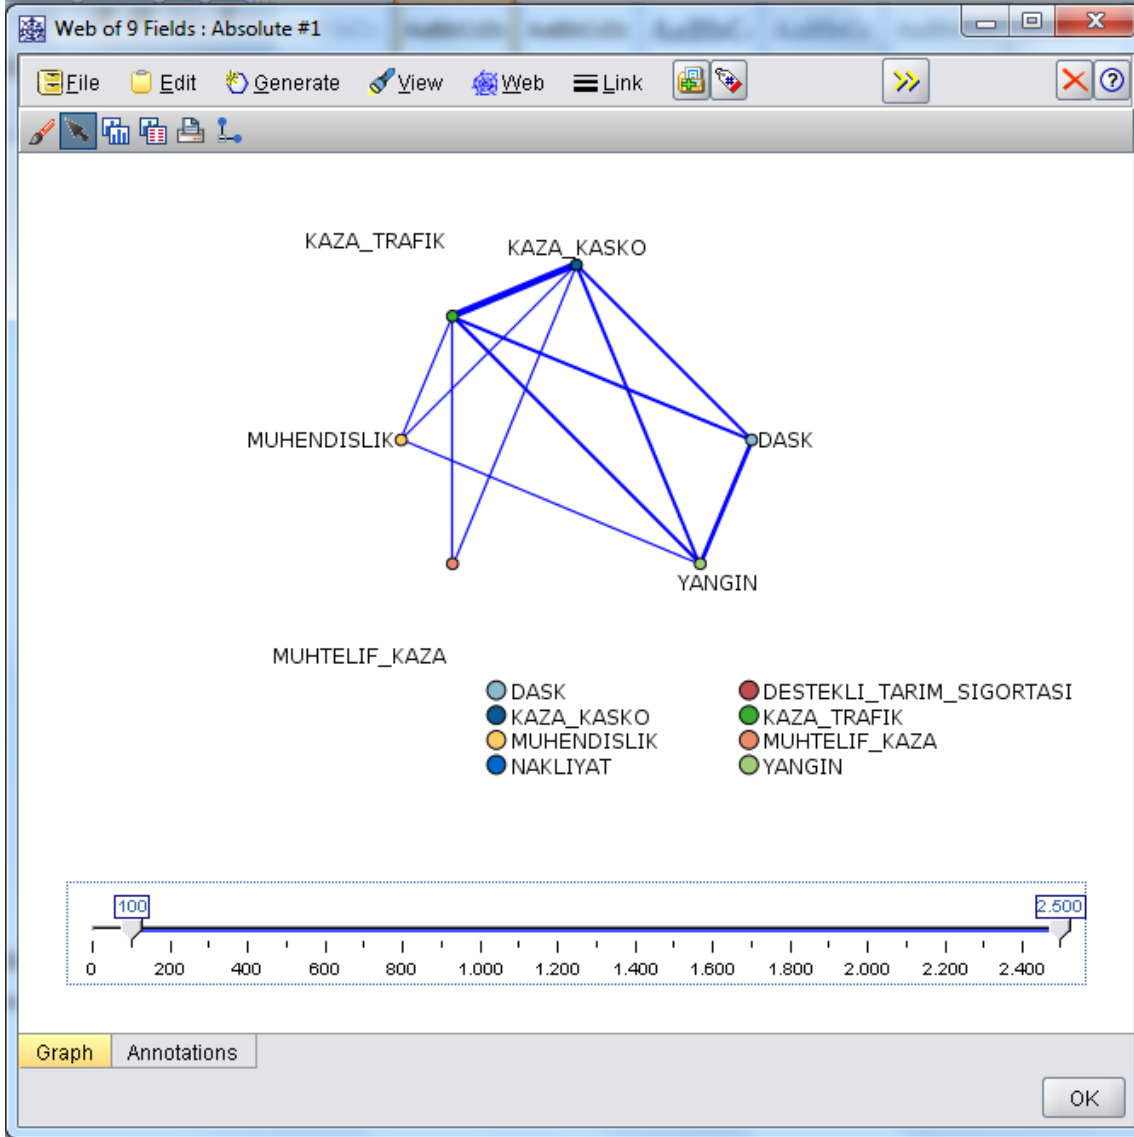 Web of 9 Fields : Absolute #1
File Edit Generate View Web Link
KAZA_TRAFIK KAZA_KASKO
MUHENDISLIK DASK
YANGIN
MUHTELIF_KAZA
DASK DESTEKLI_TARIM_SIGORTASI
KAZA_KASKO KAZA_TRAFIK
MUHENDISLIK MUHTELIF_KAZA
NAKLIYAT YANGIN
100 2.500
0 200 400 600 800 1.000 1.200 1.400 1.600 1.800 2.000 2.200 2.400
Graph Annotations
OK